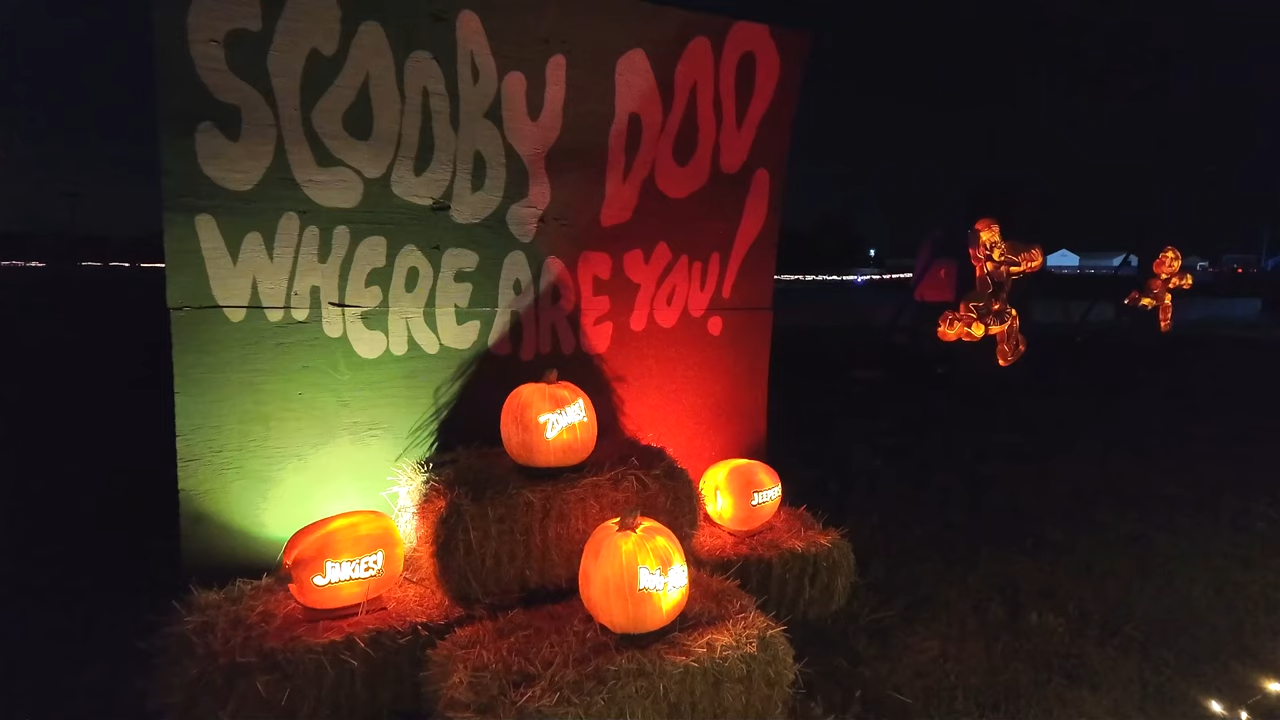 SCOOBY DOO
WHERE ARE YOU!
ZOINKS!
JEEPERS
JINKIES!